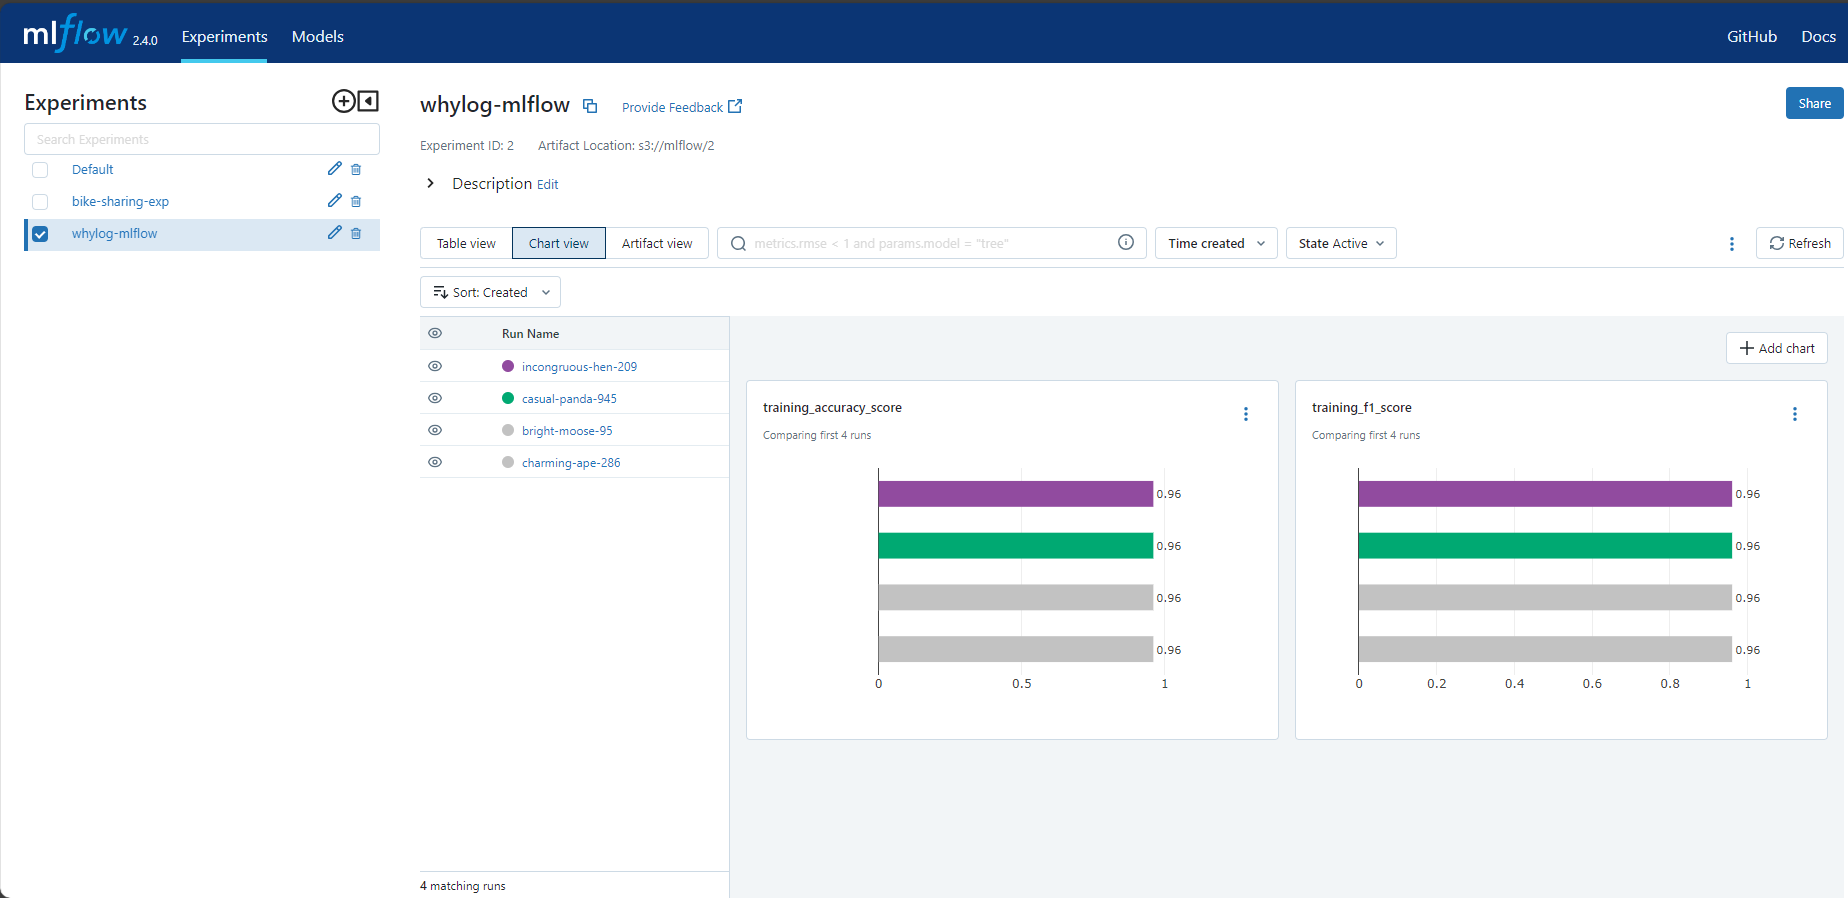 mlflow 2.4.0 Experiments Models GitHub Docs
Experiments
Search Experiments
Default
bike-sharing-exp
whylog-mlflow
whylog-mlflow Provide Feedback Share
Experiment ID: 2 Artifact Location: s3://mlflow/2
Description Edit
Table view Chart view Artifact view metrics.rmse < 1 and params.model = "tree" Time created State Active Refresh
Sort: Created
Run Name
incongruous-hen-209
casual-panda-945
bright-moose-95
charming-ape-286
4 matching runs
Add chart
training_accuracy_score
Comparing first 4 runs
0.96
0.96
0.96
0.96
0 0.5 1
training_f1_score
Comparing first 4 runs
0.96
0.96
0.96
0.96
0 0.2 0.4 0.6 0.8 1